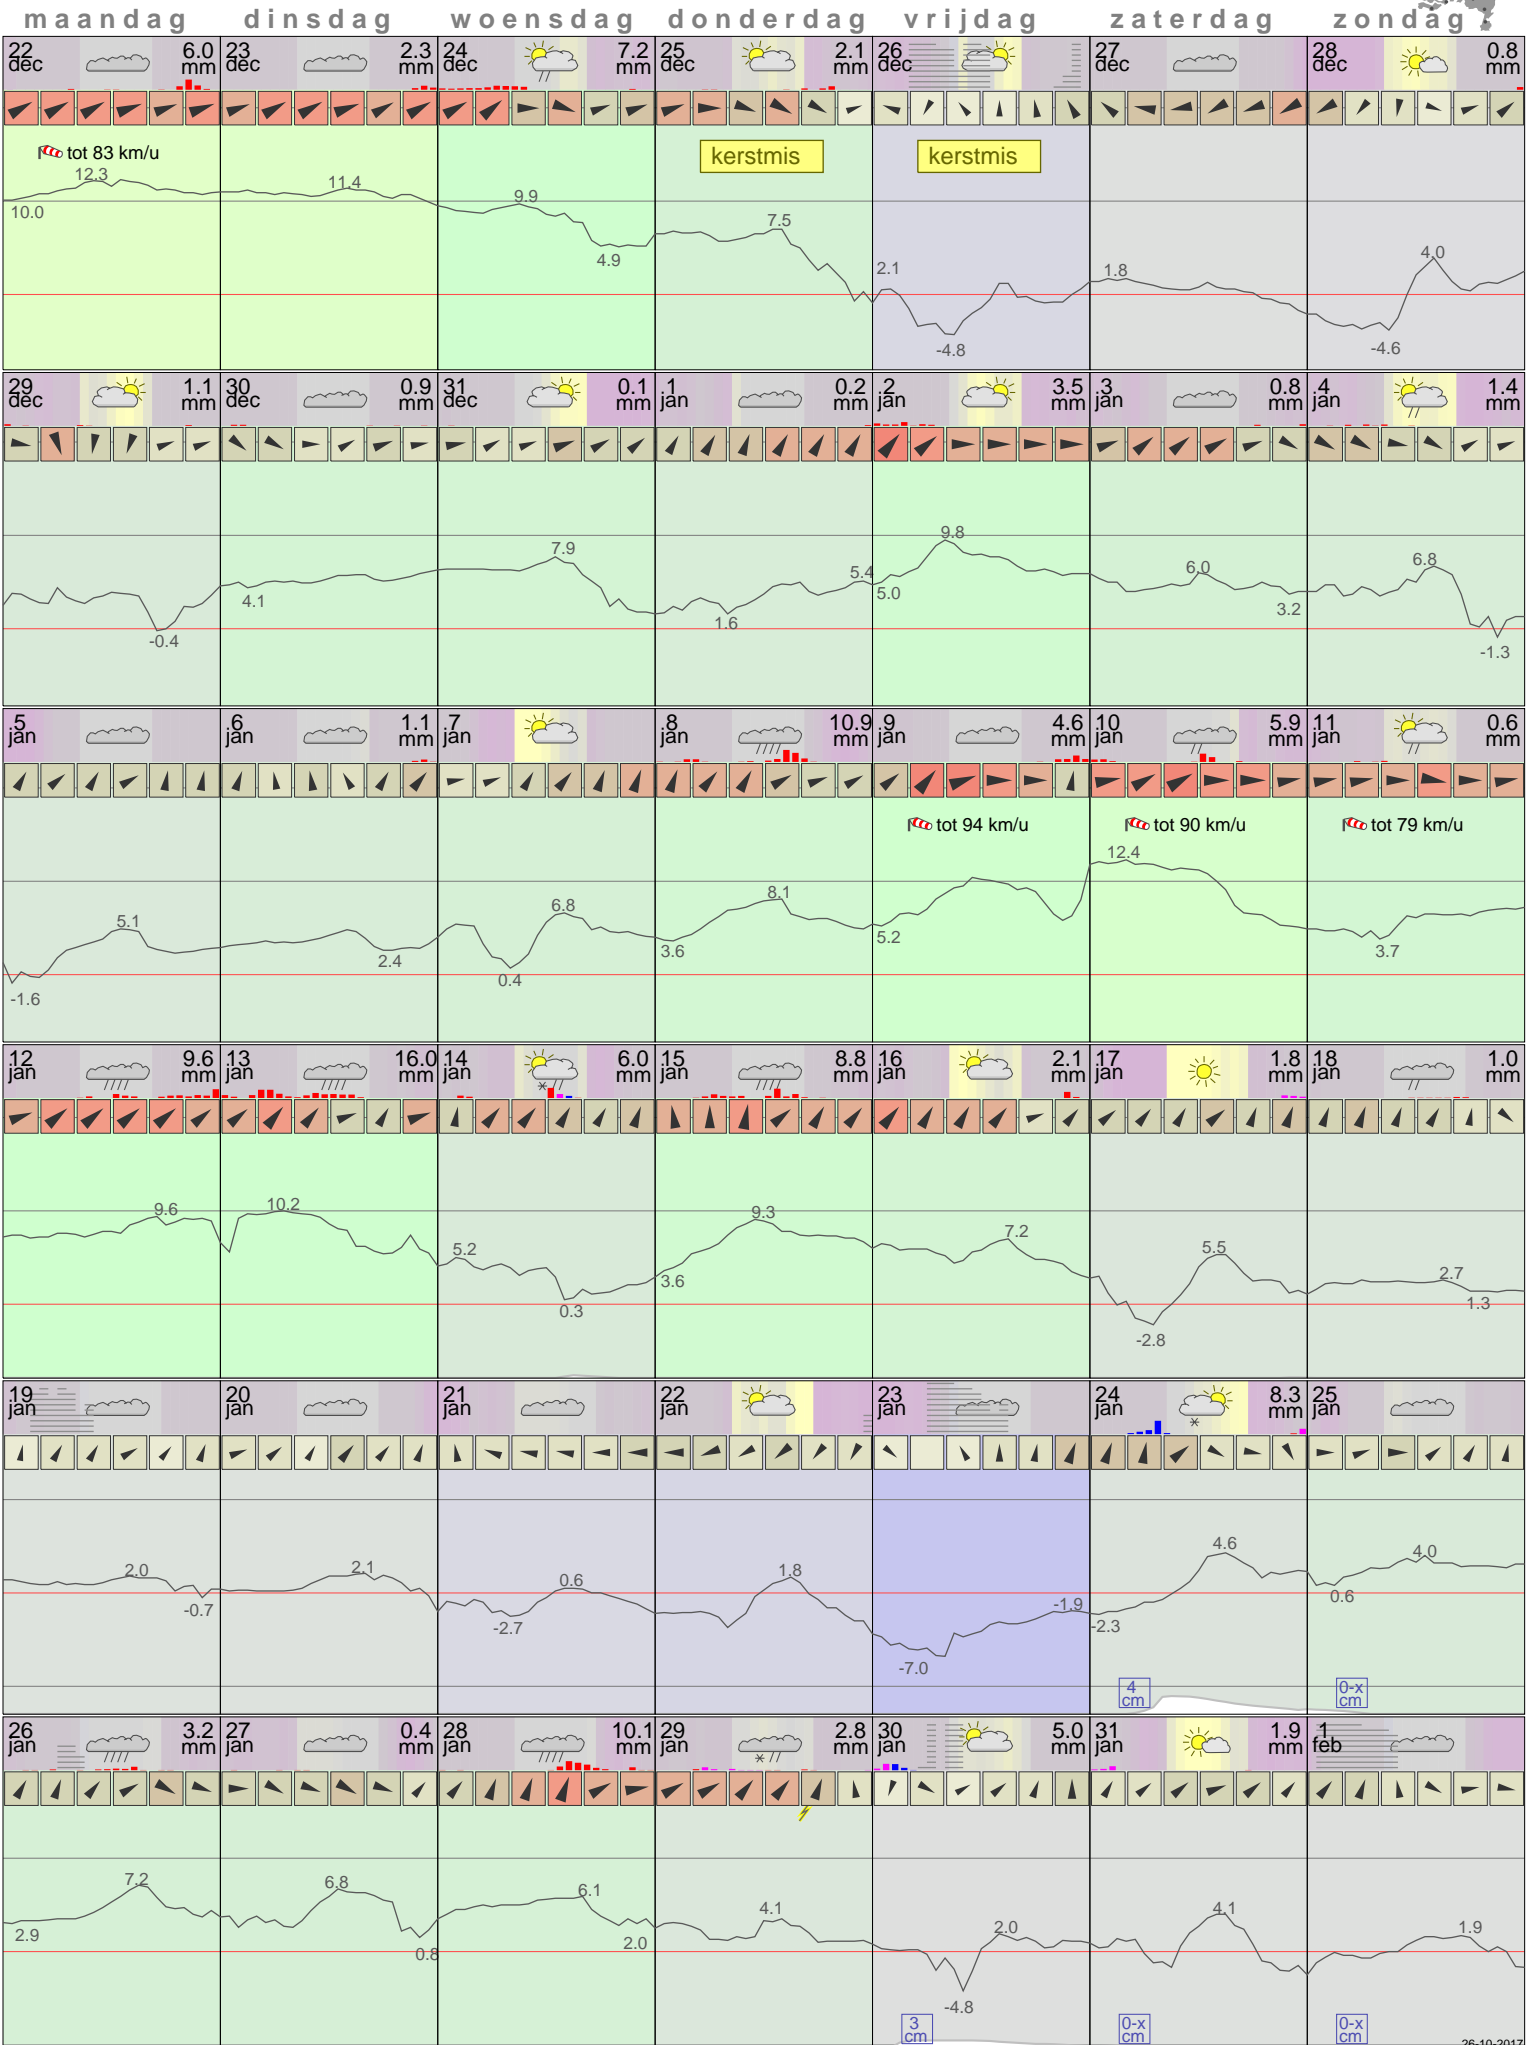 maandag dinsdag woensdag donderdag vrijdag zaterdag zondag
22 dec 6.0 mm 23 dec 2.3 mm 24 dec 7.2 mm 25 dec 2.1 mm 26 dec 27 dec 28 dec 0.8 mm
tot 83 km/u kerstmis kerstmis
12.3 10.0 11.4 9.9 4.9 7.5 2.1 -4.8 1.8 -4.6 4.0
29 dec 1.1 mm 30 dec 0.9 mm 31 dec 0.1 mm 1 jan 0.2 mm 2 jan 3.5 mm 3 jan 0.8 mm 4 jan 1.4 mm
-0.4 4.1 7.9 1.6 5.4 5.0 9.8 6.0 3.2 6.8 -1.3
5 jan 6 jan 1.1 mm 7 jan 8 jan 10.9 9 jan 4.6 mm 10 jan 5.9 mm 11 jan 0.6 mm
tot 94 km/u tot 90 km/u tot 79 km/u
-1.6 5.1 2.4 0.4 6.8 3.6 8.1 5.2 12.4 3.7
12 jan 9.6 mm 13 jan 16.0 mm 14 jan 6.0 mm 15 jan 8.8 mm 16 jan 2.1 mm 17 jan 1.8 mm 18 jan 1.0 mm
9.6 10.2 5.2 0.3 3.6 9.3 7.2 -2.8 5.5 2.7 1.3
19 jan 20 jan 21 jan 22 jan 23 jan 24 jan 8.3 mm 25 jan
2.0 -0.7 2.1 -2.7 0.6 1.8 -7.0 -1.9 -2.3 4.6 0.6 4.0
4 cm 0-x cm
26 jan 3.2 mm 27 jan 0.4 mm 28 jan 10.1 mm 29 jan 2.8 mm 30 jan 5.0 mm 31 jan 1.9 mm 1 feb
2.9 7.2 6.8 0.8 6.1 2.0 4.1 -4.8 2.0 4.1 1.9
3 cm 0-x cm 0-x cm
26-10-2017